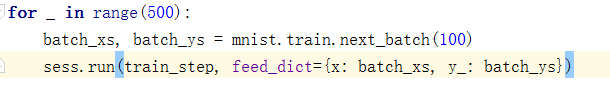 for _ in range(500):
    batch_xs, batch_ys = mnist.train.next_batch(100)
    sess.run(train_step, feed_dict={x: batch_xs, y_: batch_ys})